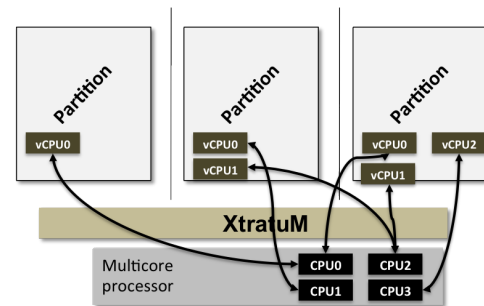 Partition
Partition
Partition
vCPU0
vCPU0
vCPU1
vCPU0
vCPU2
vCPU1
XtratuM
Multicore
processor
CPU0
CPU2
CPU1
CPU3